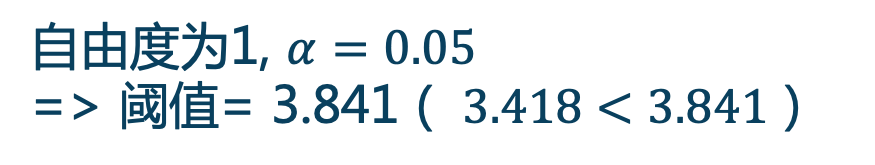 自由度为1, α = 0.05
=> 阈值= 3.841 ( 3.418 < 3.841 )